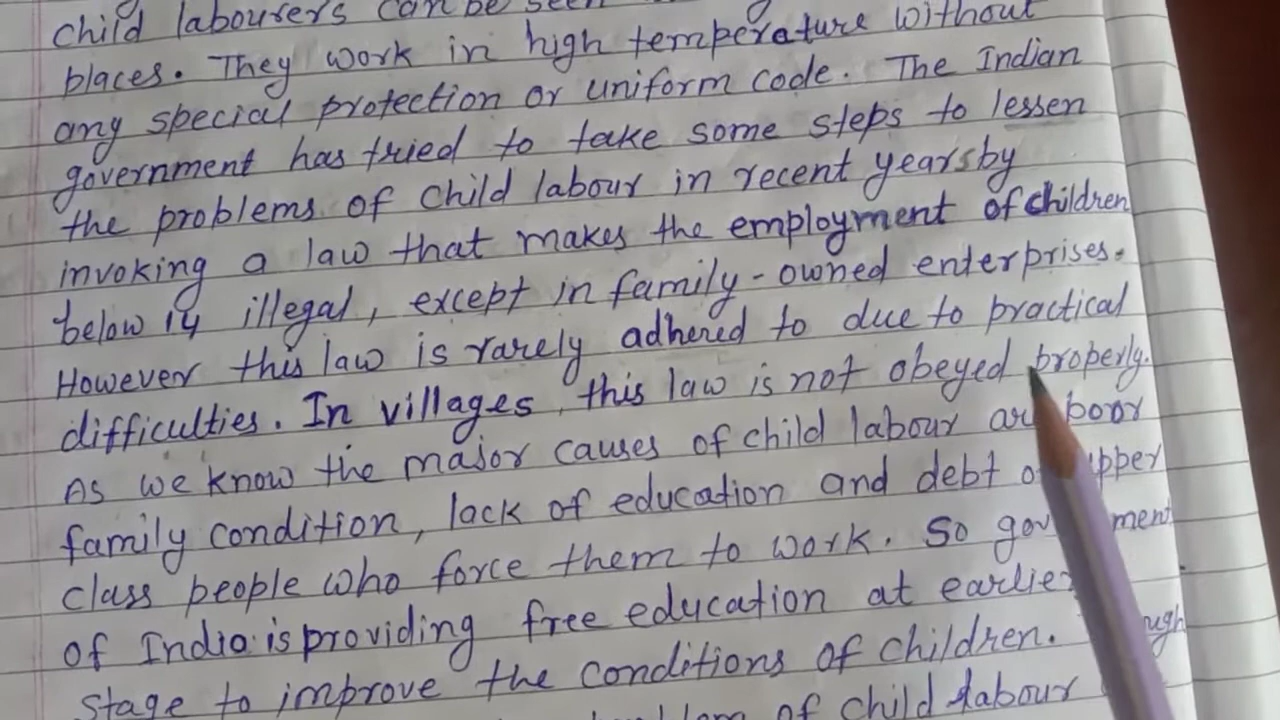 child labourers can be seen
places. They work in high temperature without
any special protection or uniform code. The Indian
government has tried to take some steps to lessen
the problems of child labour in recent years by
invoking a law that makes the employment of children
below 14 illegal, except in family-owned enterprises.
However this law is rarely adhered to due to practical
difficulties. In villages, this law is not obeyed properly.
As we know the major causes of child labour are poor
family condition, lack of education and debt upper
class people who force them to work. So
of India is providing free education at
stage to improve the conditions of children.
of child labour